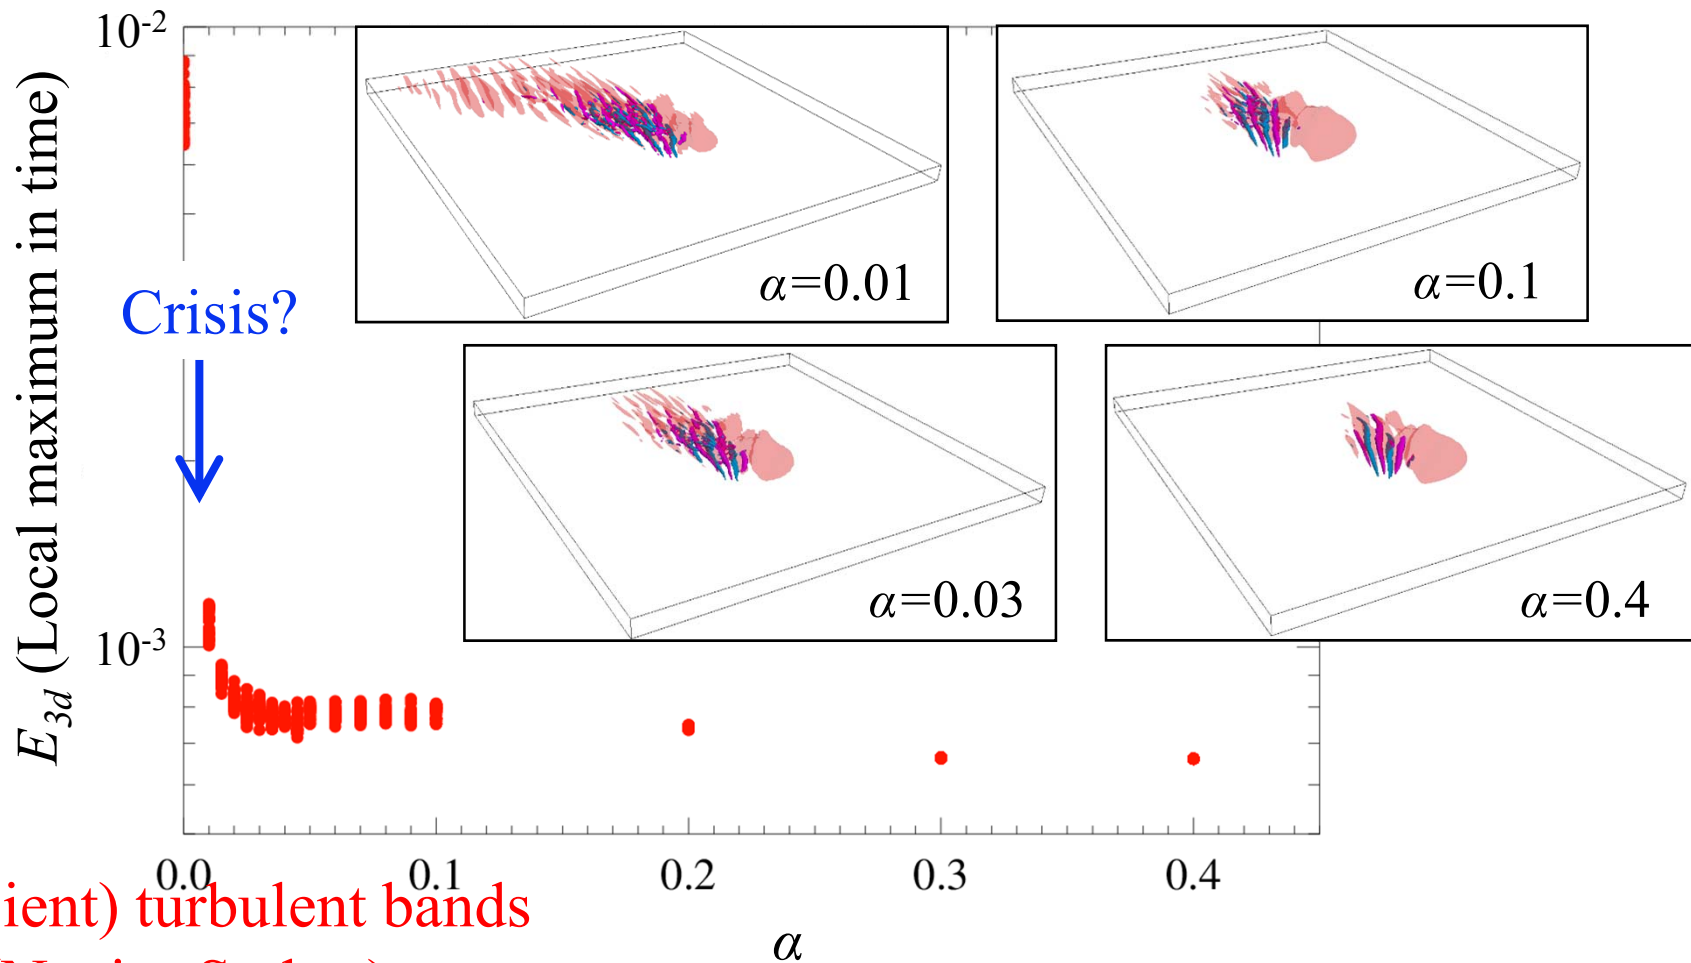 10-2
E3d (Local maximum in time)
α=0.01
α=0.1
Crisis?
α=0.03
α=0.4
10-3
0.0 0.1 0.2 0.3 0.4
ient) turbulent bands
α